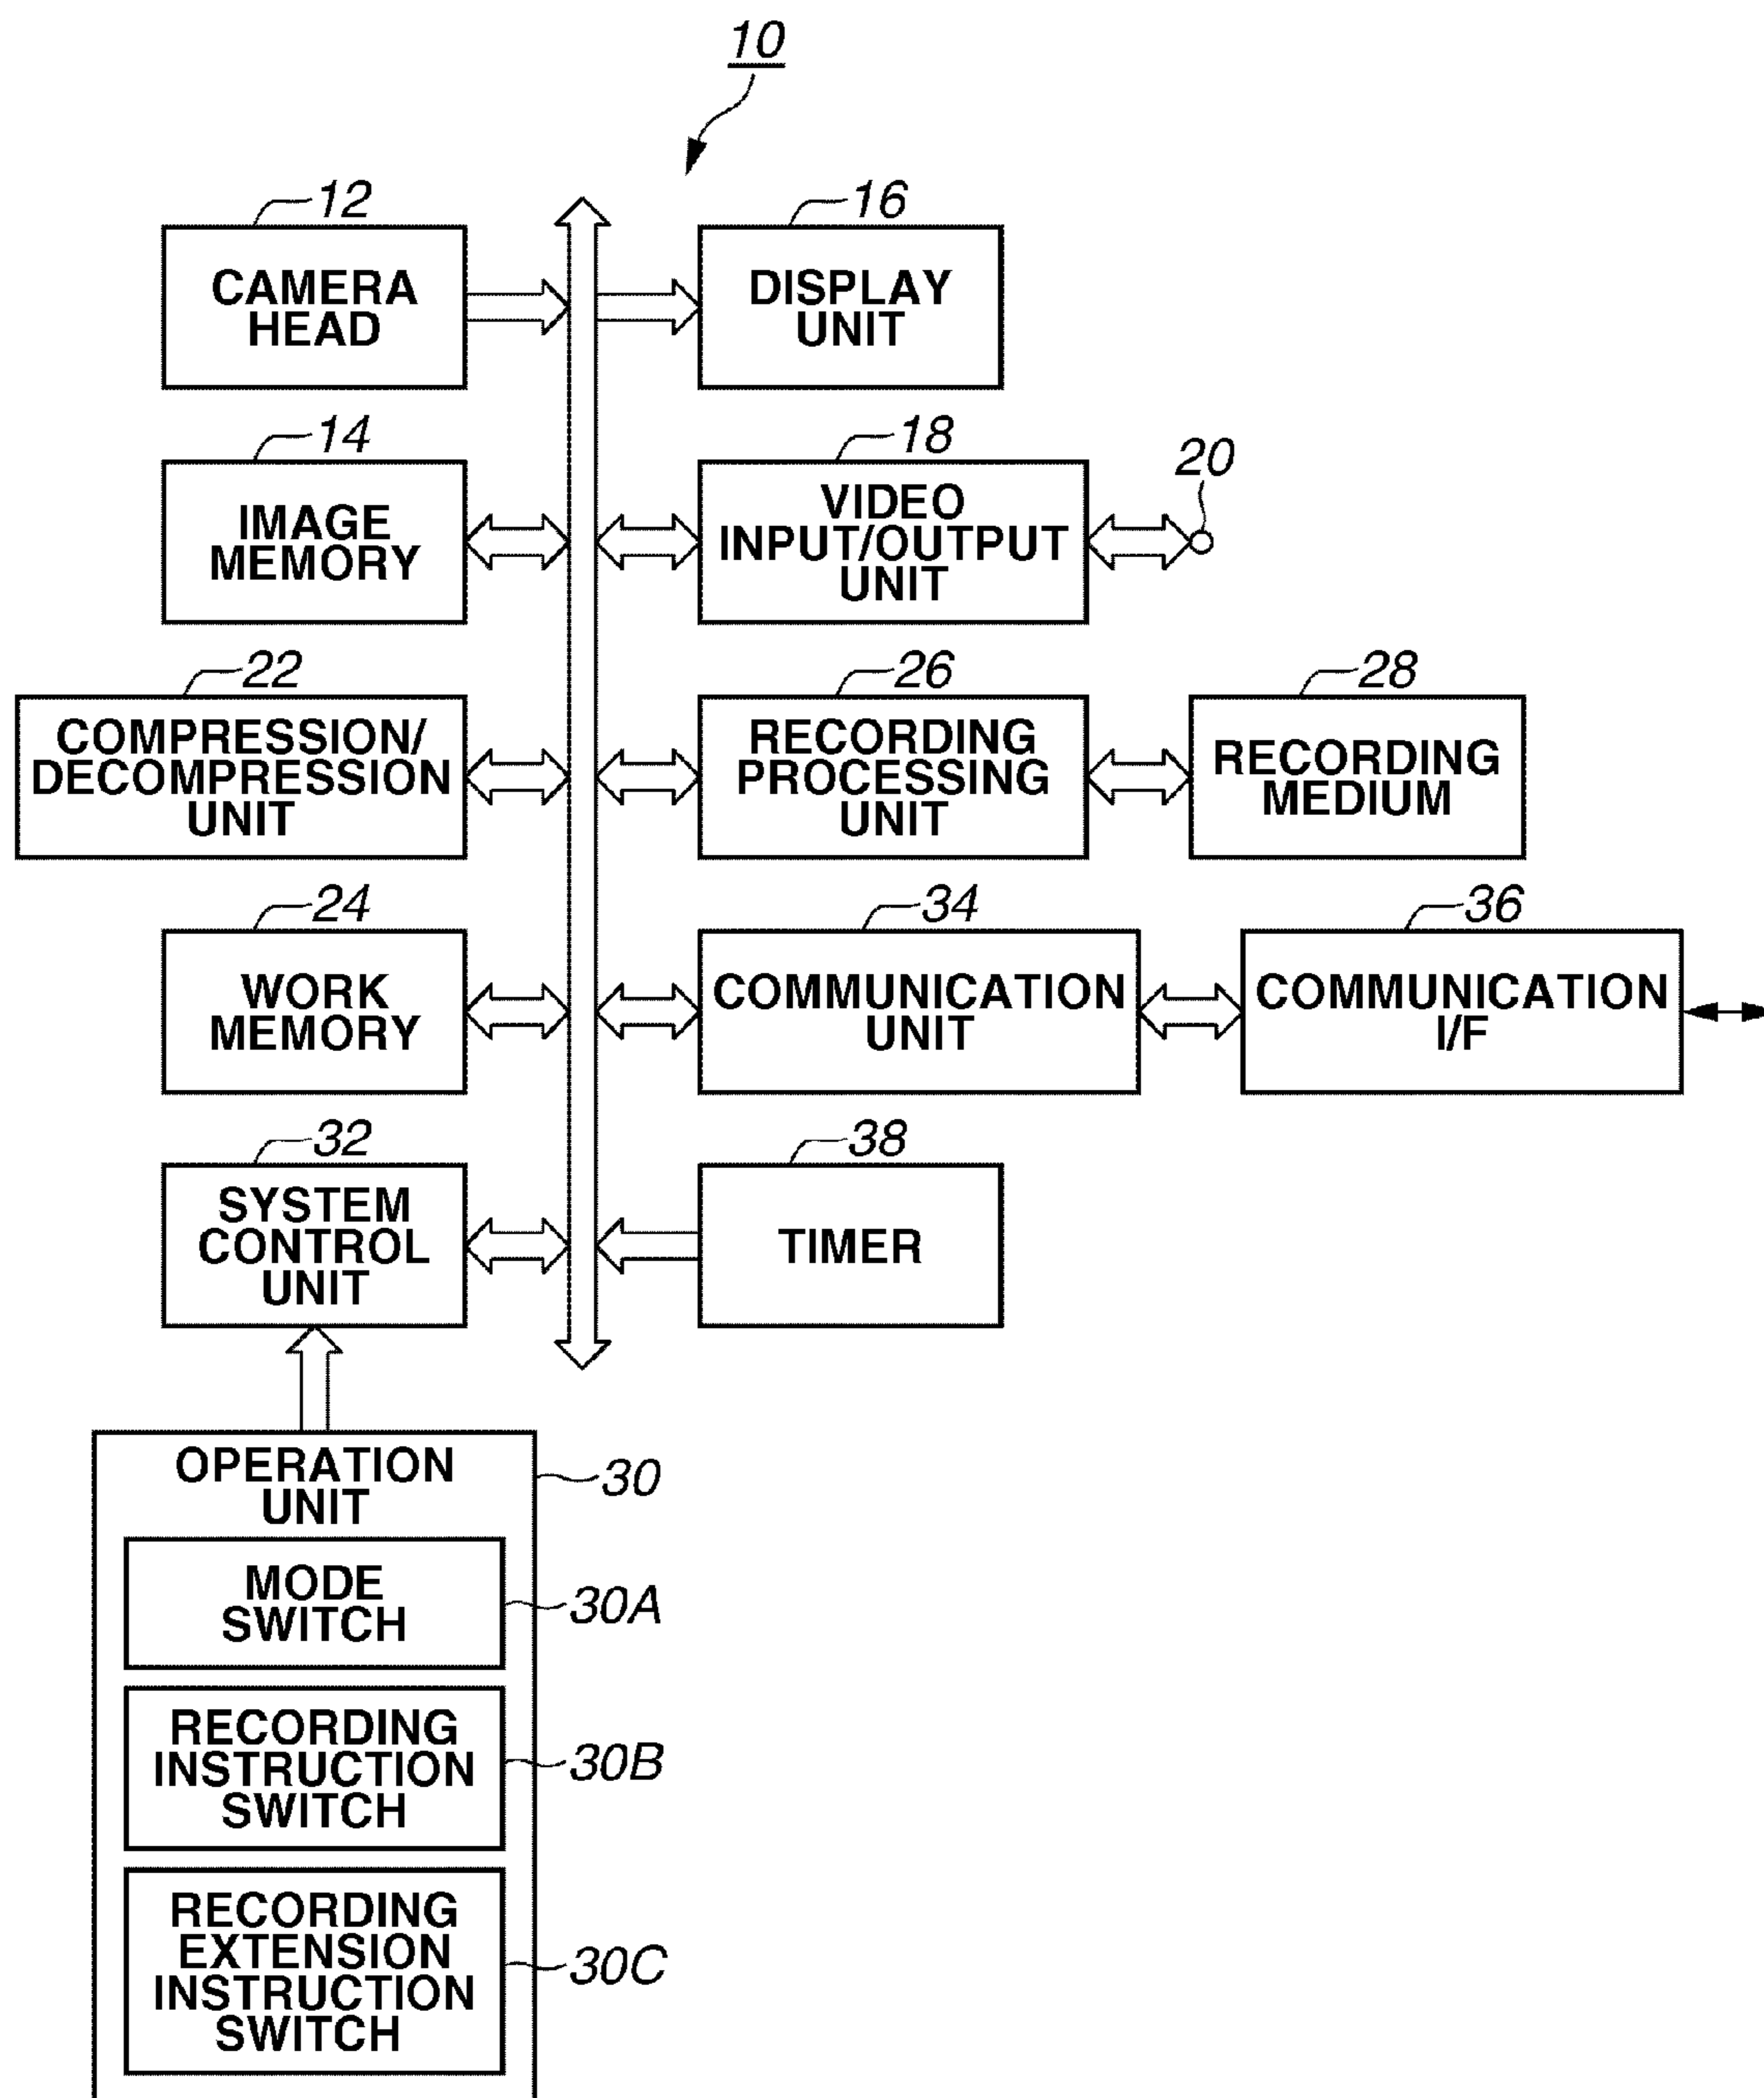 10
12
CAMERA
HEAD
16
DISPLAY
UNIT
14
IMAGE
MEMORY
18
VIDEO
INPUT/OUTPUT
UNIT
20
22
COMPRESSION/
DECOMPRESSION
UNIT
26
RECORDING
PROCESSING
UNIT
28
RECORDING
MEDIUM
24
WORK
MEMORY
34
COMMUNICATION
UNIT
36
COMMUNICATION
I/F
32
SYSTEM
CONTROL
UNIT
38
TIMER
OPERATION
UNIT
30
MODE
SWITCH
30A
RECORDING
INSTRUCTION
SWITCH
30B
RECORDING
EXTENSION
INSTRUCTION
SWITCH
30C